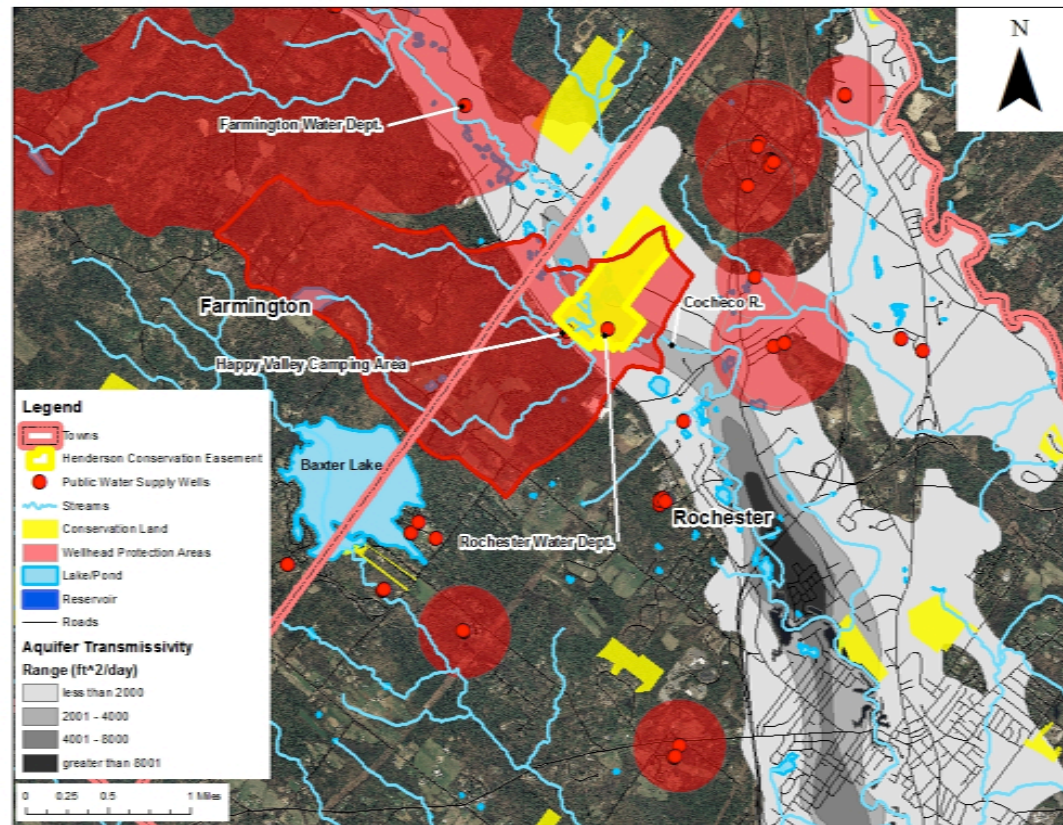 N
Farmington Water Dept.
Farmington
Cocheco R.
Happy Valley Camping Area
Baxter Lake
Rochester
Rochester Water Dept.
Legend
Towns
Henderson Conservation Easement
Public Water Supply Wells
Streams
Conservation Land
Wellhead Protection Areas
Lake/Pond
Reservoir
Roads
Aquifer Transmissivity
Range (ft^2/day)
less than 2000
2001 - 4000
4001 - 8000
greater than 8001
0 0.25 0.5 1 Miles